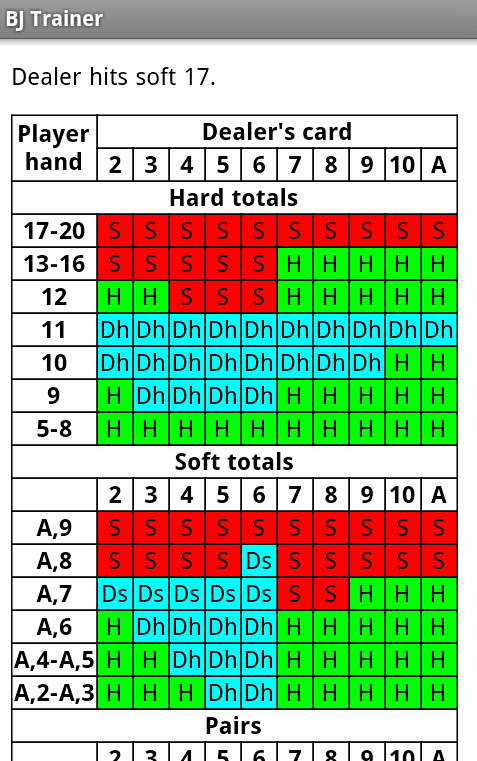 BJ Trainer
Dealer hits soft 17.
Player hand Dealer's card
2 3 4 5 6 7 8 9 10 A
Hard totals
17-20 S S S S S S S S S S
13-16 S S S S S H H H H H
12 H H S S S H H H H H
11 Dh Dh Dh Dh Dh Dh Dh Dh Dh Dh
10 Dh Dh Dh Dh Dh Dh Dh Dh H H
9 H Dh Dh Dh Dh H H H H H
5-8 H H H H H H H H H H
Soft totals
2 3 4 5 6 7 8 9 10 A
A,9 S S S S S S S S S S
A,8 S S S S Ds S S S S S
A,7 Ds Ds Ds Ds Ds S S H H H
A,6 H Dh Dh Dh Dh H H H H H
A,4-A,5 H H Dh Dh Dh H H H H H
A,2-A,3 H H H Dh Dh H H H H H
Pairs
2 3 4 5 6 7 8 9 10 A